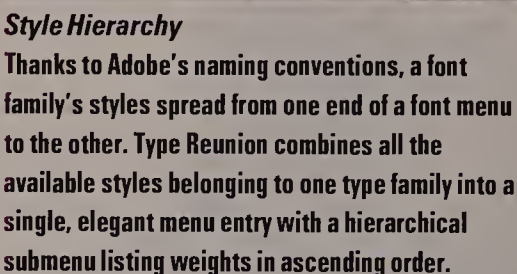 Style Hierarchy
Thanks to Adobe's naming conventions, a font
family's styles spread from one end of a font menu
to the other. Type Reunion combines all the
available styles belonging to one type family into a
single, elegant menu entry with a hierarchical
submenu listing weights in ascending order.